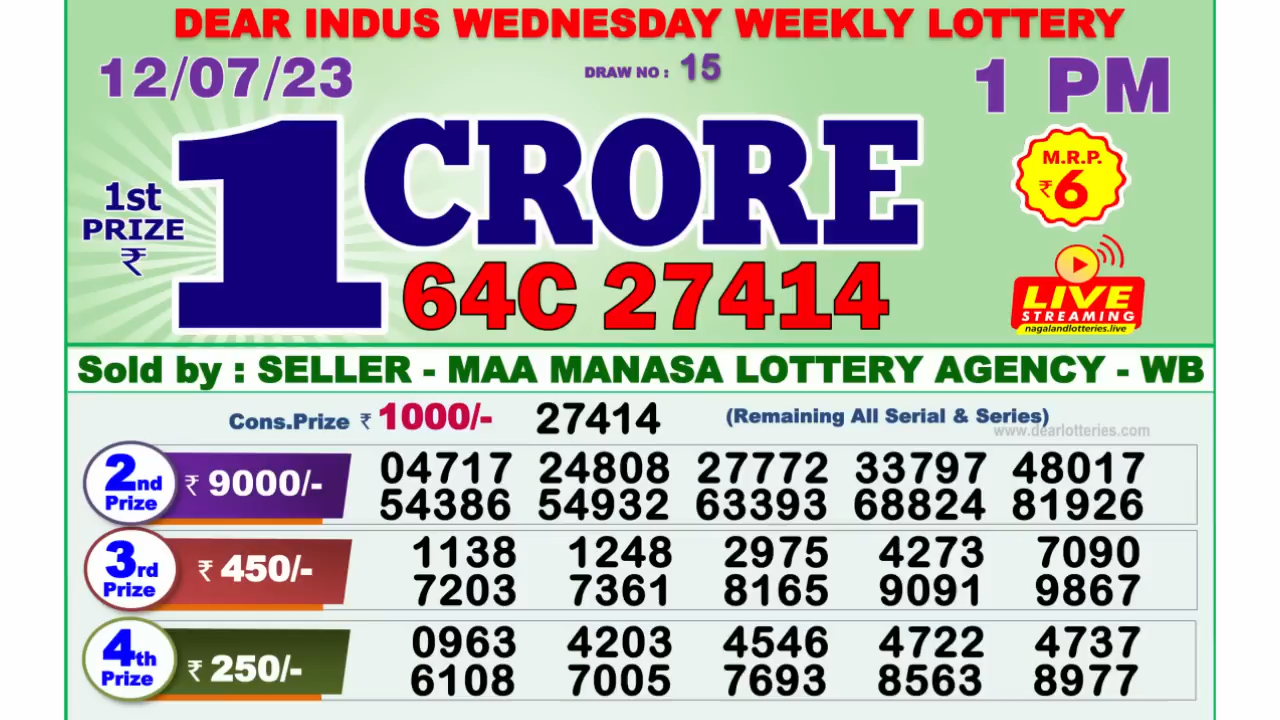 DEAR INDUS WEDNESDAY WEEKLY LOTTERY
12/07/23 DRAW NO : 15 1 PM
1st PRIZE ₹ 1 CRORE
M.R.P. ₹6
64C 27414
LIVE
STREAMING
nagalandlotteries.live
Sold by : SELLER - MAA MANASA LOTTERY AGENCY - WB
Cons.Prize ₹ 1000/- 27414 (Remaining All Serial & Series)
www.dearlotteries.com
2nd Prize ₹ 9000/-
04717 24808 27772 33797 48017
54386 54932 63393 68824 81926
3rd Prize ₹ 450/-
1138 1248 2975 4273 7090
7203 7361 8165 9091 9867
4th Prize ₹ 250/-
0963 4203 4546 4722 4737
6108 7005 7693 8563 8977